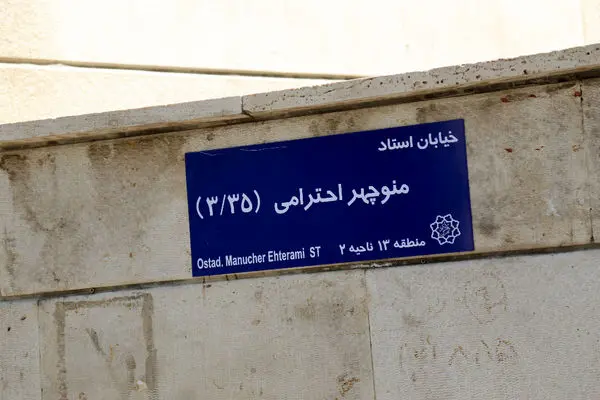 خیابان استاد
منوچهر احترامی (۳/۳۵)
منطقه ۱۳ ناحیه ۲
Ostad. Manucher Ehterami ST